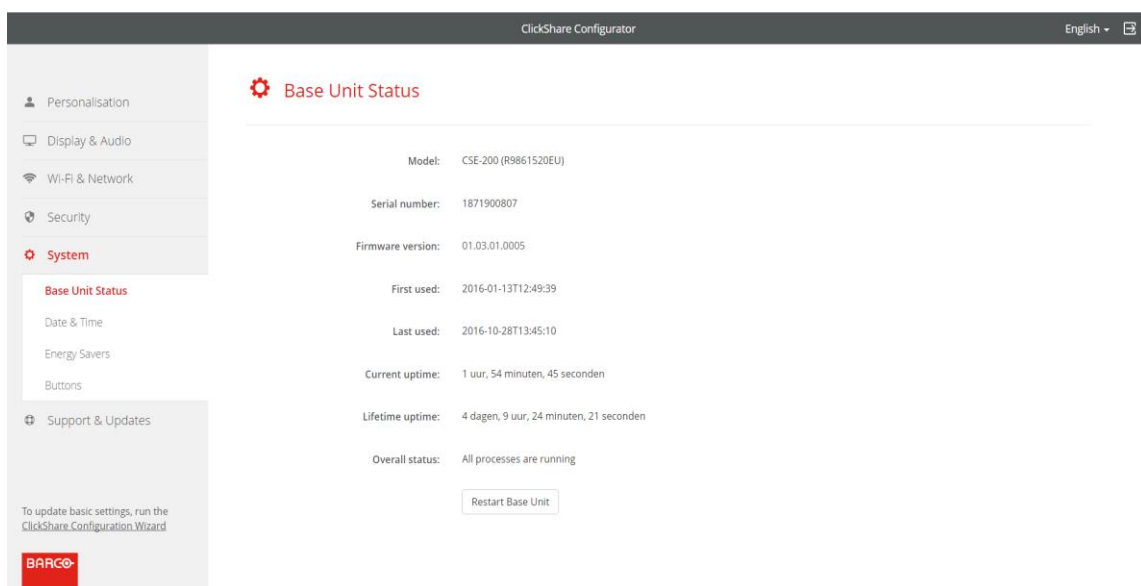 ClickShare Configurator
English
Personalisation
Display & Audio
Wi-Fi & Network
Security
System
Base Unit Status
Date & Time
Energy Savers
Buttons
Support & Updates
To update basic settings, run the
ClickShare Configuration Wizard
BARCO
Base Unit Status
Model: CSE-200 (R9861520EU)
Serial number: 1871900807
Firmware version: 01.03.01.0005
First used: 2016-01-13T12:49:39
Last used: 2016-10-28T13:45:10
Current uptime: 1 uur, 54 minuten, 45 seconden
Lifetime uptime: 4 dagen, 9 uur, 24 minuten, 21 seconden
Overall status: All processes are running
Restart Base Unit